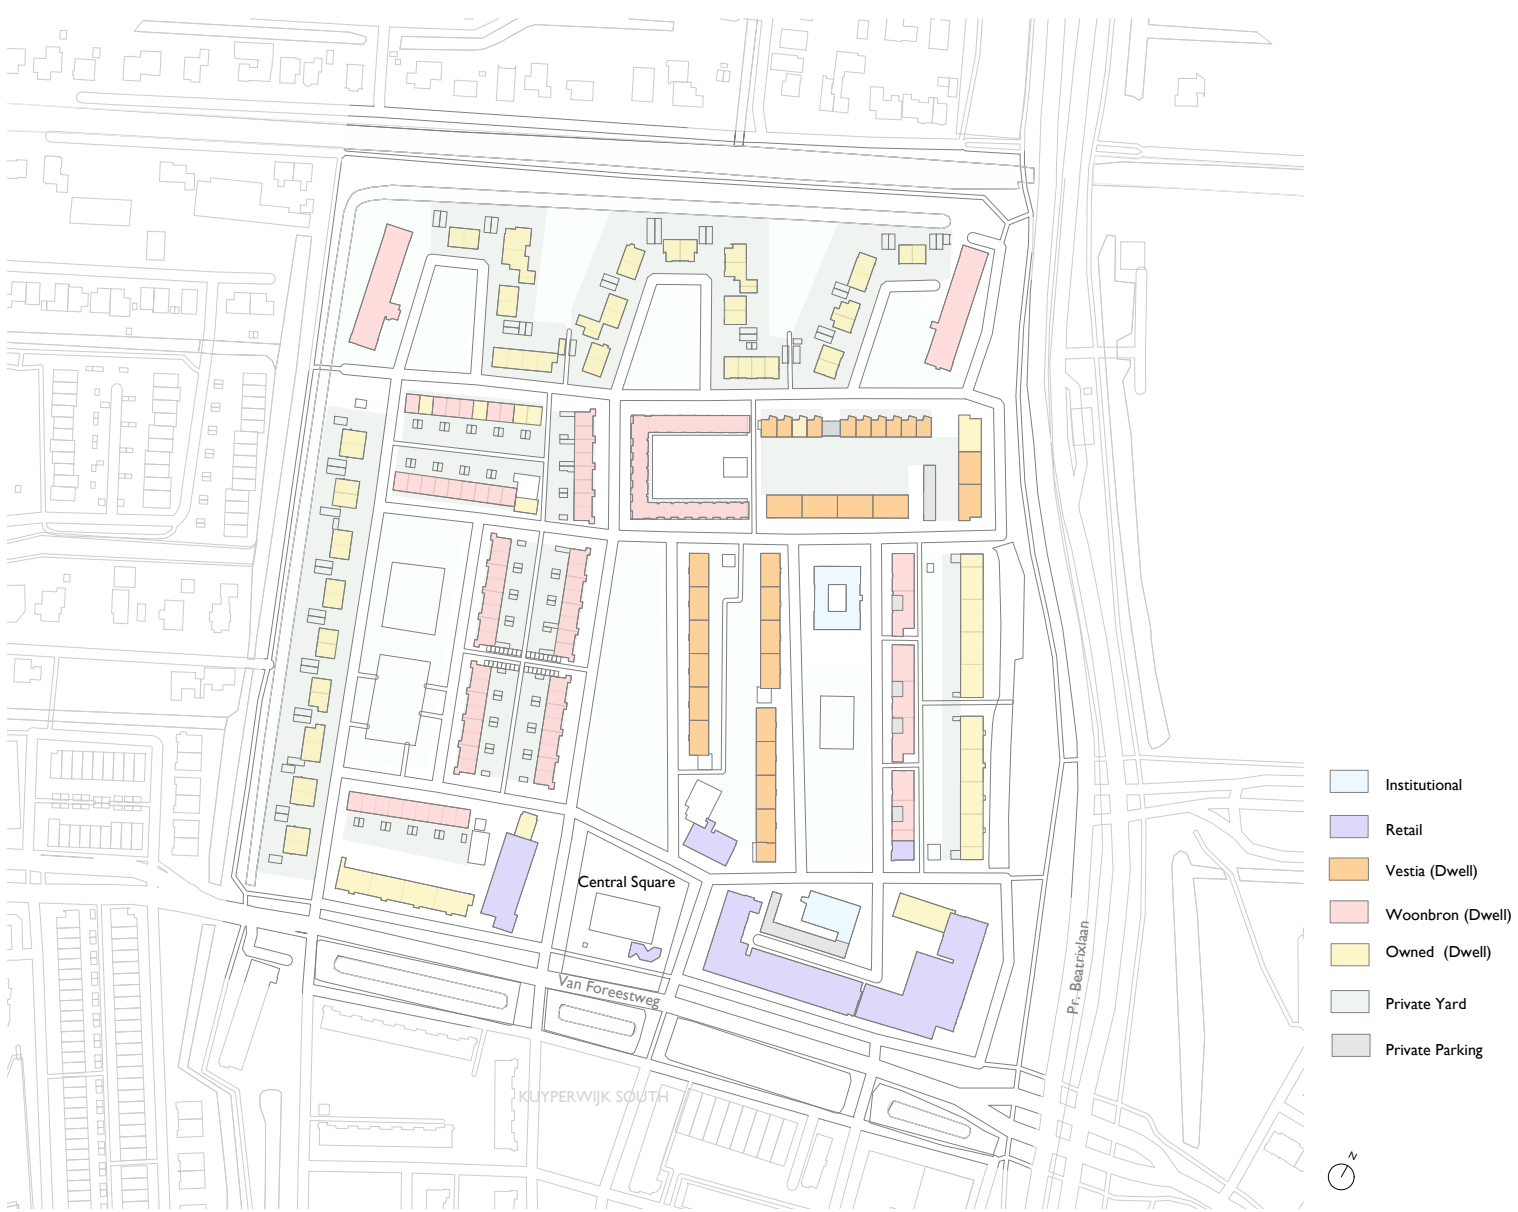 Institutional
Retail
Vestia (Dwell)
Central Square
Woonbron (Dwell)
Owned (Dwell)
Van Foreestweg
Pr. Beatrixlaan
Private Yard
Private Parking
KUYPERWIJK SOUTH
N